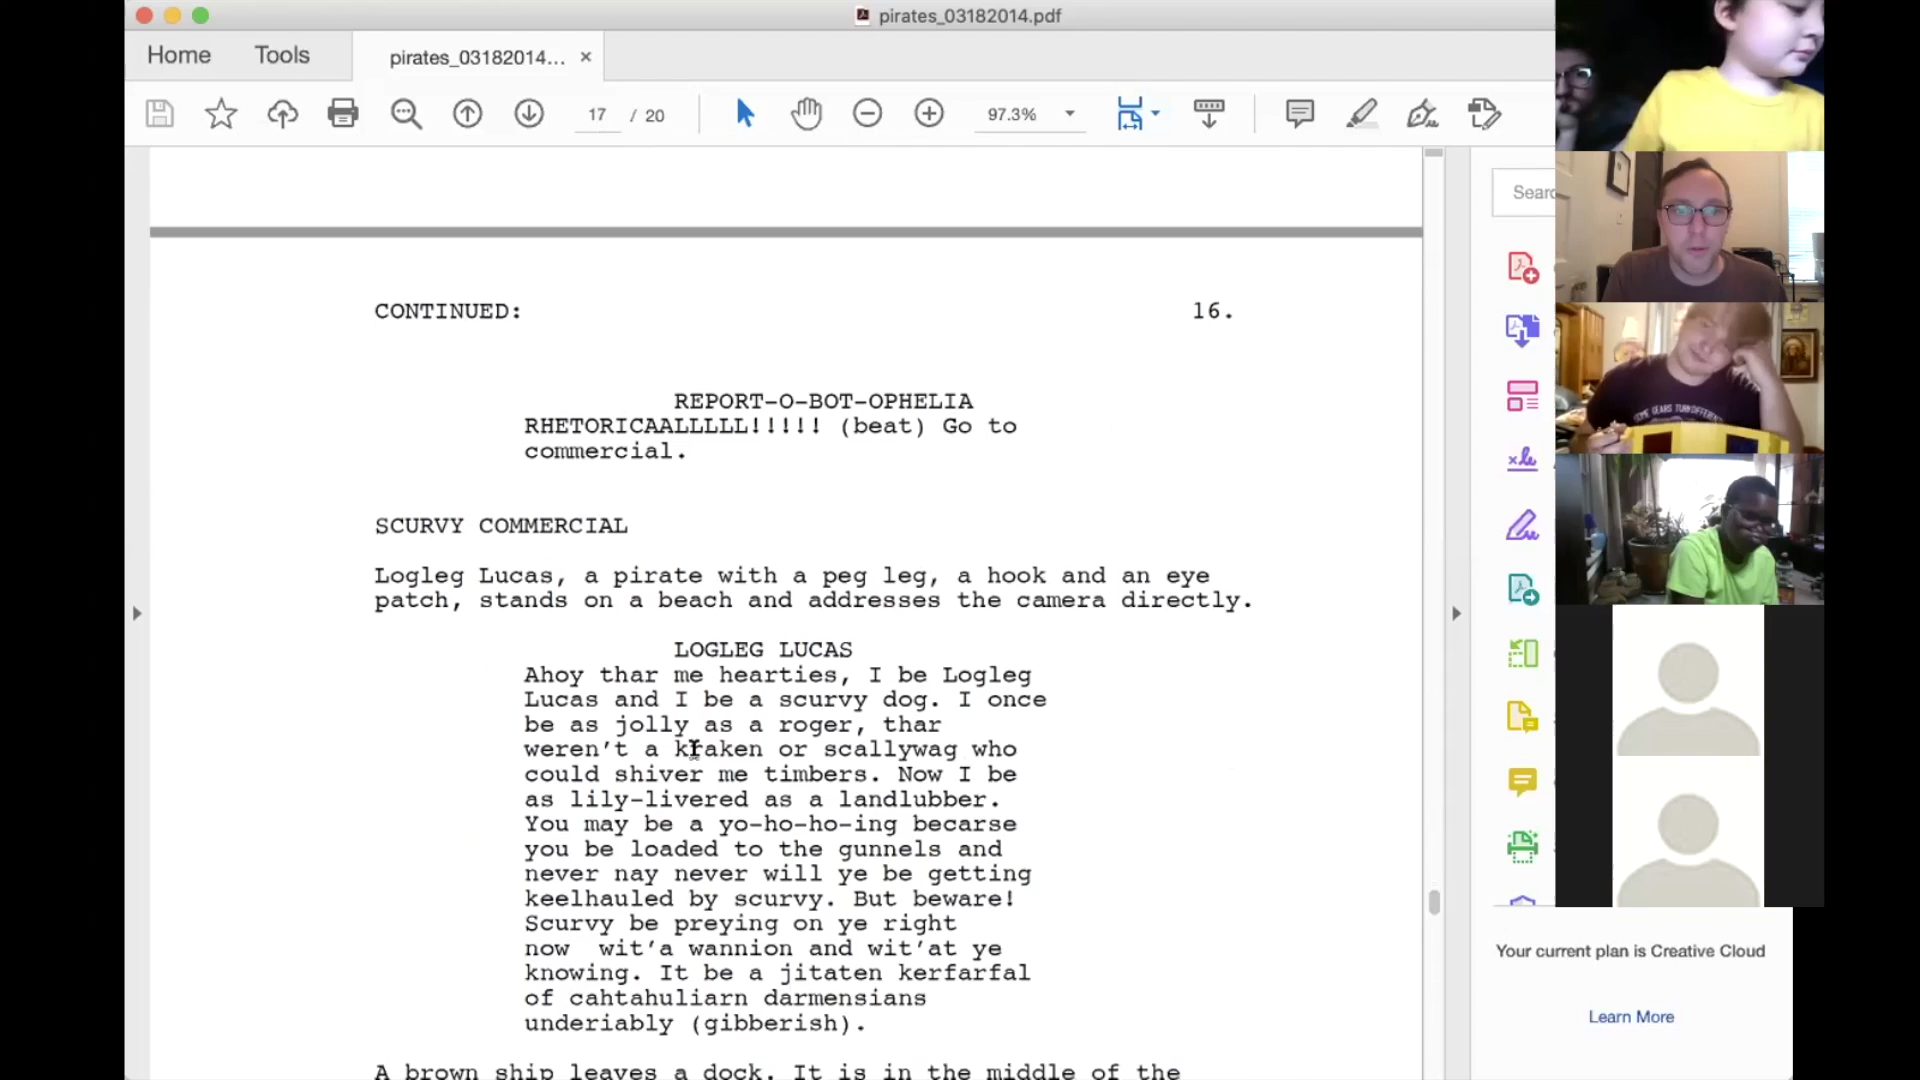 pirates_03182014.pdf
Home
Tools
pirates_03182014...
17 / 20
97.3%
CONTINUED:
16.
REPORT-O-BOT-OPHELIA
RHETORICAALLLLL!!!!! (beat) Go to
commercial.
SCURVY COMMERCIAL
Logleg Lucas, a pirate with a peg leg, a hook and an eye
patch, stands on a beach and addresses the camera directly.
LOGLEG LUCAS
Ahoy thar me hearties, I be Logleg
Lucas and I be a scurvy dog. I once
be as jolly as a roger, thar
weren't a kraken or scallywag who
could shiver me timbers. Now I be
as lily-livered as a landlubber.
You may be a yo-ho-ho-ing becarse
you be loaded to the gunnels and
never nay never will ye be getting
keelhauled by scurvy. But beware!
Scurvy be preying on ye right
now  wit'a wannion and wit'at ye
knowing. It be a jitaten kerfarfal
of cahtahuliarn darmensians
underiably (gibberish).
A brown ship leaves a dock. It is in the middle of the
Searc
SOME GEARS TURN DIFFERENT
Your current plan is Creative Cloud
Learn More